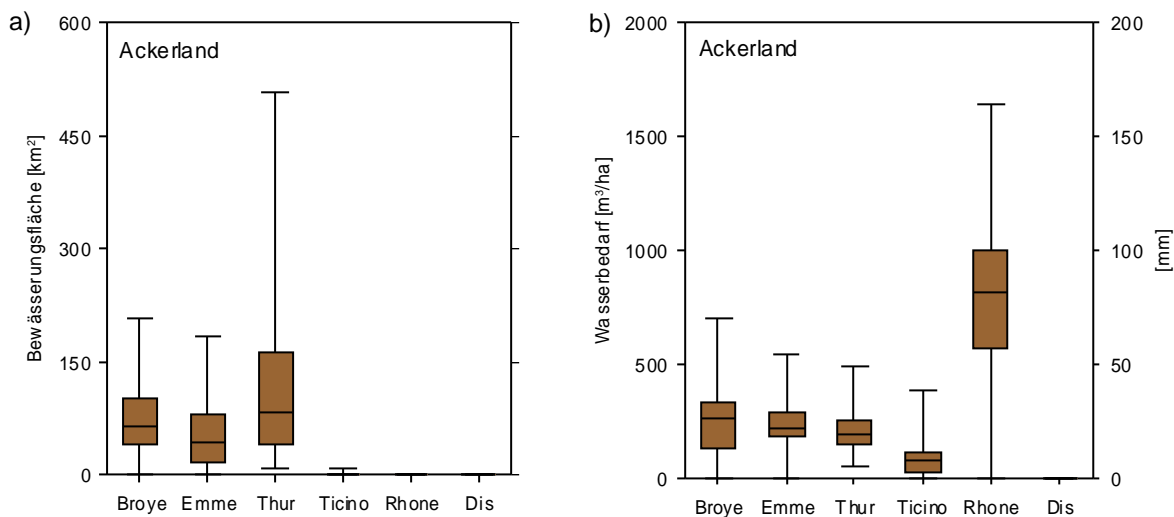 a)
Ackerland
Bewässerungsfläche [km²]
600
450
300
150
0
Broye Emme Thur Ticino Rhone Dis
b)
Ackerland
Wasserbedarf [m³/ha]
2000
1500
1000
500
0
200
150
100
50
0
[mm]
Broye Emme Thur Ticino Rhone Dis